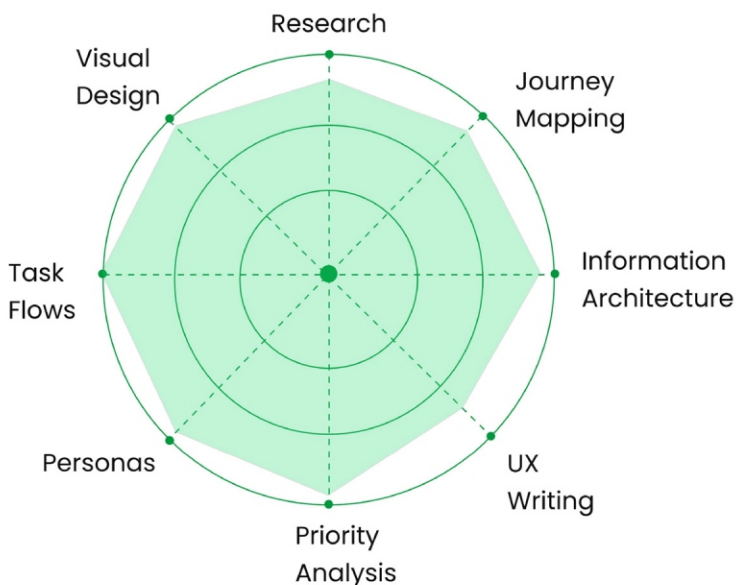 Research
Visual
Design
Journey
Mapping
Task
Flows
Information
Architecture
Personas
UX
Writing
Priority
Analysis